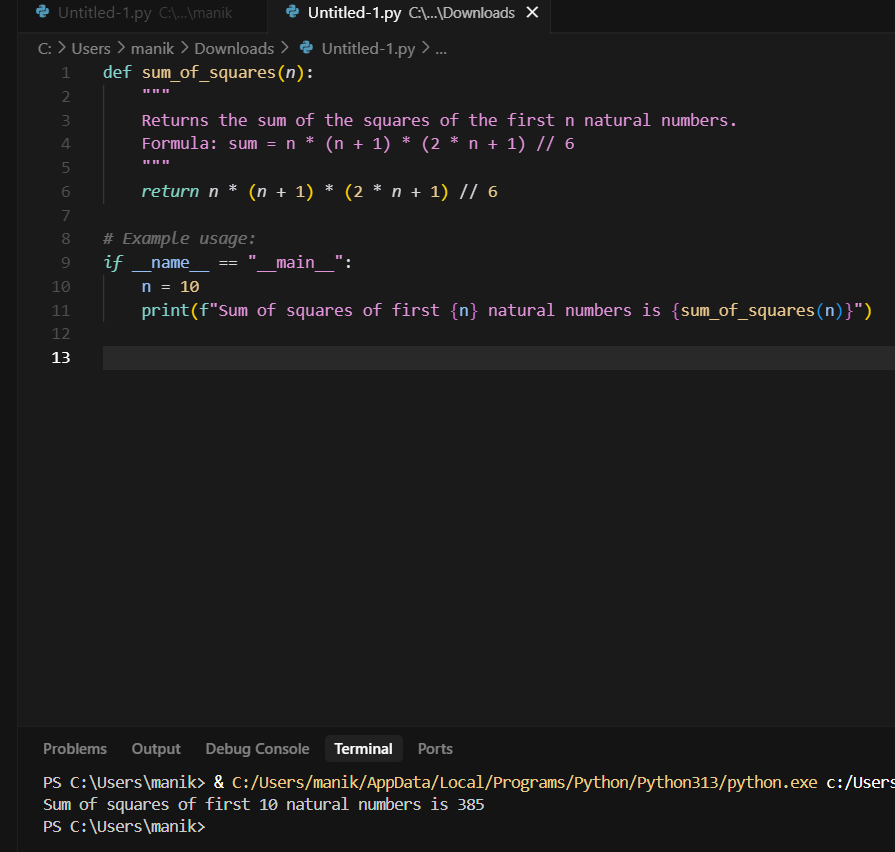 Untitled-1.py C:\...\manik Untitled-1.py C:\...\Downloads ✕
C: > Users > manik > Downloads > Untitled-1.py > ...
1 def sum_of_squares(n):
2     """
3     Returns the sum of the squares of the first n natural numbers.
4     Formula: sum = n * (n + 1) * (2 * n + 1) // 6
5     """
6     return n * (n + 1) * (2 * n + 1) // 6
7
8 # Example usage:
9 if __name__ == "__main__":
10     n = 10
11     print(f"Sum of squares of first {n} natural numbers is {sum_of_squares(n)}")
12
13
Problems Output Debug Console Terminal Ports
PS C:\Users\manik> & C:/Users/manik/AppData/Local/Programs/Python/Python313/python.exe c:/Users
Sum of squares of first 10 natural numbers is 385
PS C:\Users\manik>